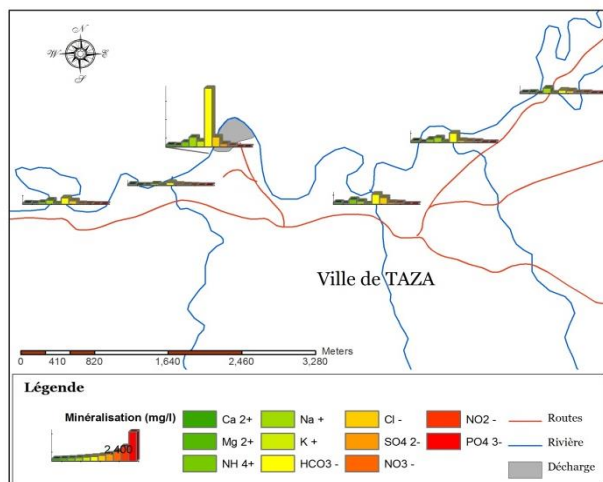 N
W E
S
Ville de TAZA
Meters
0 410 820 1,640 2,460 3,280
Légende
Minéralisation (mg/l)
2,400
Ca 2+ Na + Cl - NO2 - Routes
Mg 2+ K + SO4 2- PO4 3- Rivière
NH 4+ HCO3 - NO3 - Décharge